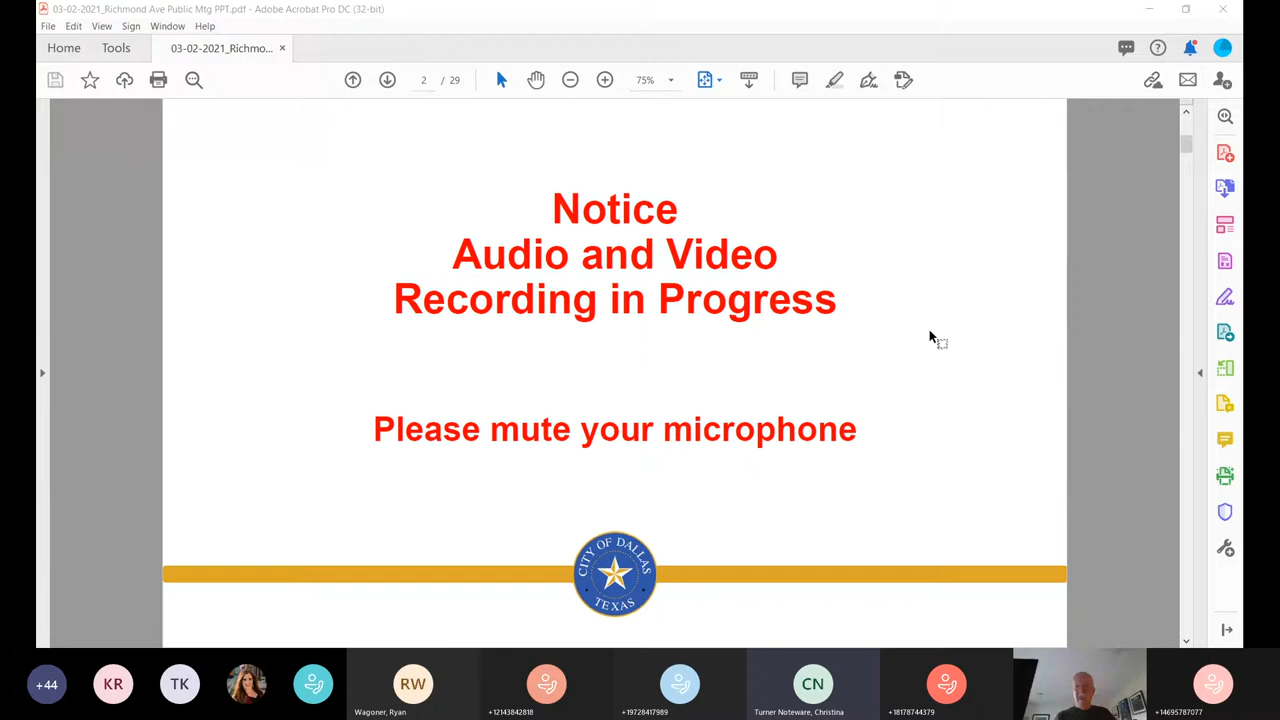 03-02-2021_Richmond Ave Public Mtg PPT.pdf - Adobe Acrobat Pro DC (32-bit)
File Edit View Sign Window Help
Home Tools 03-02-2021_Richmo... ×
2 / 29 75%
Notice
Audio and Video
Recording in Progress
Please mute your microphone
CITY OF DALLAS
TEXAS
+44 KR TK RW CN
Wagoner, Ryan +12143842818 +19728417989 Turner Noteware, Christina +18178744379 +14695787077